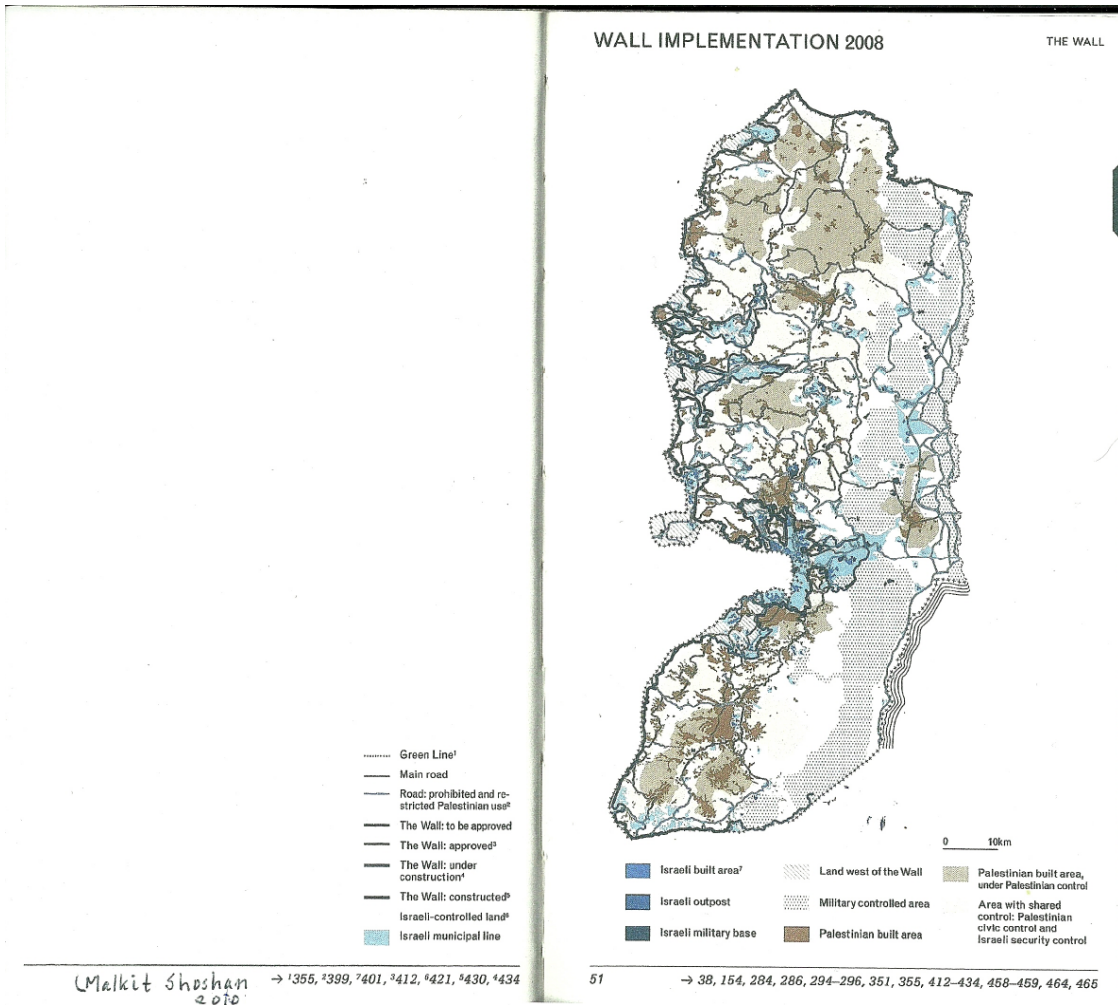 WALL IMPLEMENTATION 2008
THE WALL
Green Line¹
Main road
Road: prohibited and re-
stricted Palestinian use²
The Wall: to be approved
The Wall: approved³
The Wall: under
construction⁴
The Wall: constructed⁵
Israeli-controlled land⁶
Israeli municipal line
0 10km
Israeli built area⁷
Israeli outpost
Israeli military base
Land west of the Wall
Military controlled area
Palestinian built area
Palestinian built area,
under Palestinian control
Area with shared
control: Palestinian
civic control and
Israeli security control
(Malkit Shoshan
2010
→ ¹355, ²399, ⁷401, ³412, ⁶421, ⁵430, ⁴434
51
→ 38, 154, 284, 286, 294–296, 351, 355, 412–434, 458–459, 464, 465